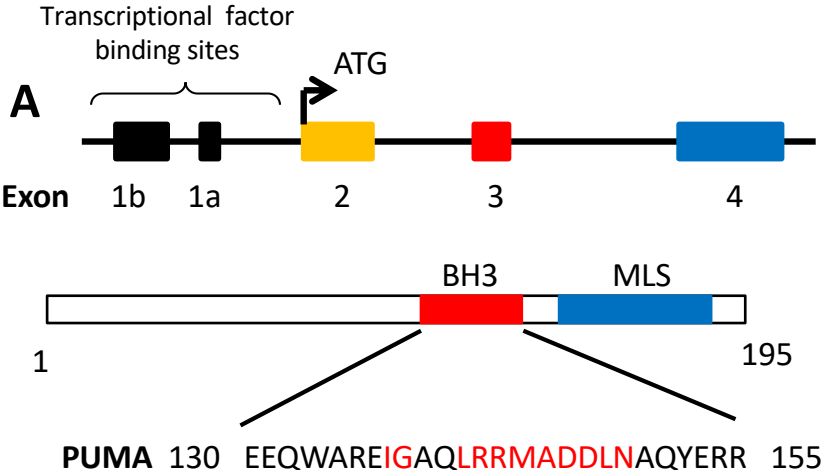 Transcriptional factor
binding sites
ATG
A
Exon 1b 1a 2 3 4
BH3 MLS
1 195
PUMA 130 EEQWAREIGAQLRRMADDLNAQYERR 155